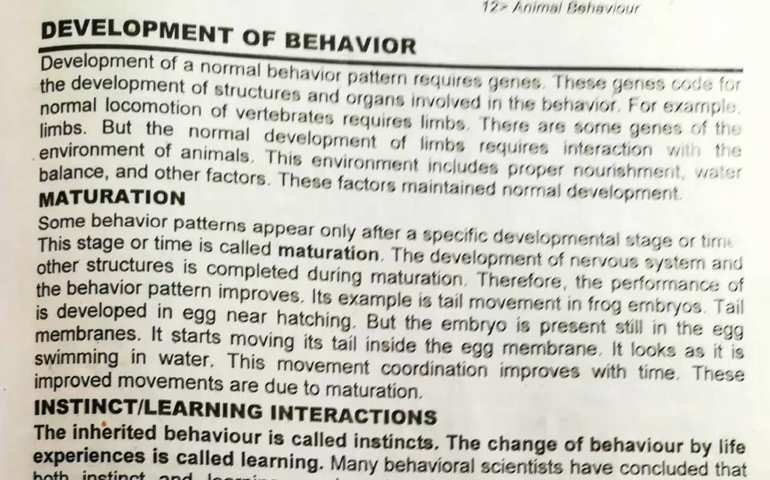 12> Animal Behaviour
DEVELOPMENT OF BEHAVIOR
Development of a normal behavior pattern requires genes. These genes code for
the development of structures and organs involved in the behavior. For example,
normal locomotion of vertebrates requires limbs. There are some genes of the
limbs. But the normal development of limbs requires interaction with the
environment of animals. This environment includes proper nourishment, water
balance, and other factors. These factors maintained normal development.
MATURATION
Some behavior patterns appear only after a specific developmental stage or time.
This stage or time is called maturation. The development of nervous system and
other structures is completed during maturation. Therefore, the performance of
the behavior pattern improves. Its example is tail movement in frog embryos. Tail
is developed in egg near hatching. But the embryo is present still in the egg
membranes. It starts moving its tail inside the egg membrane. It looks as it is
swimming in water. This movement coordination improves with time. These
improved movements are due to maturation.
INSTINCT/LEARNING INTERACTIONS
The inherited behaviour is called instincts. The change of behaviour by life
experiences is called learning. Many behavioral scientists have concluded that
both instinct and